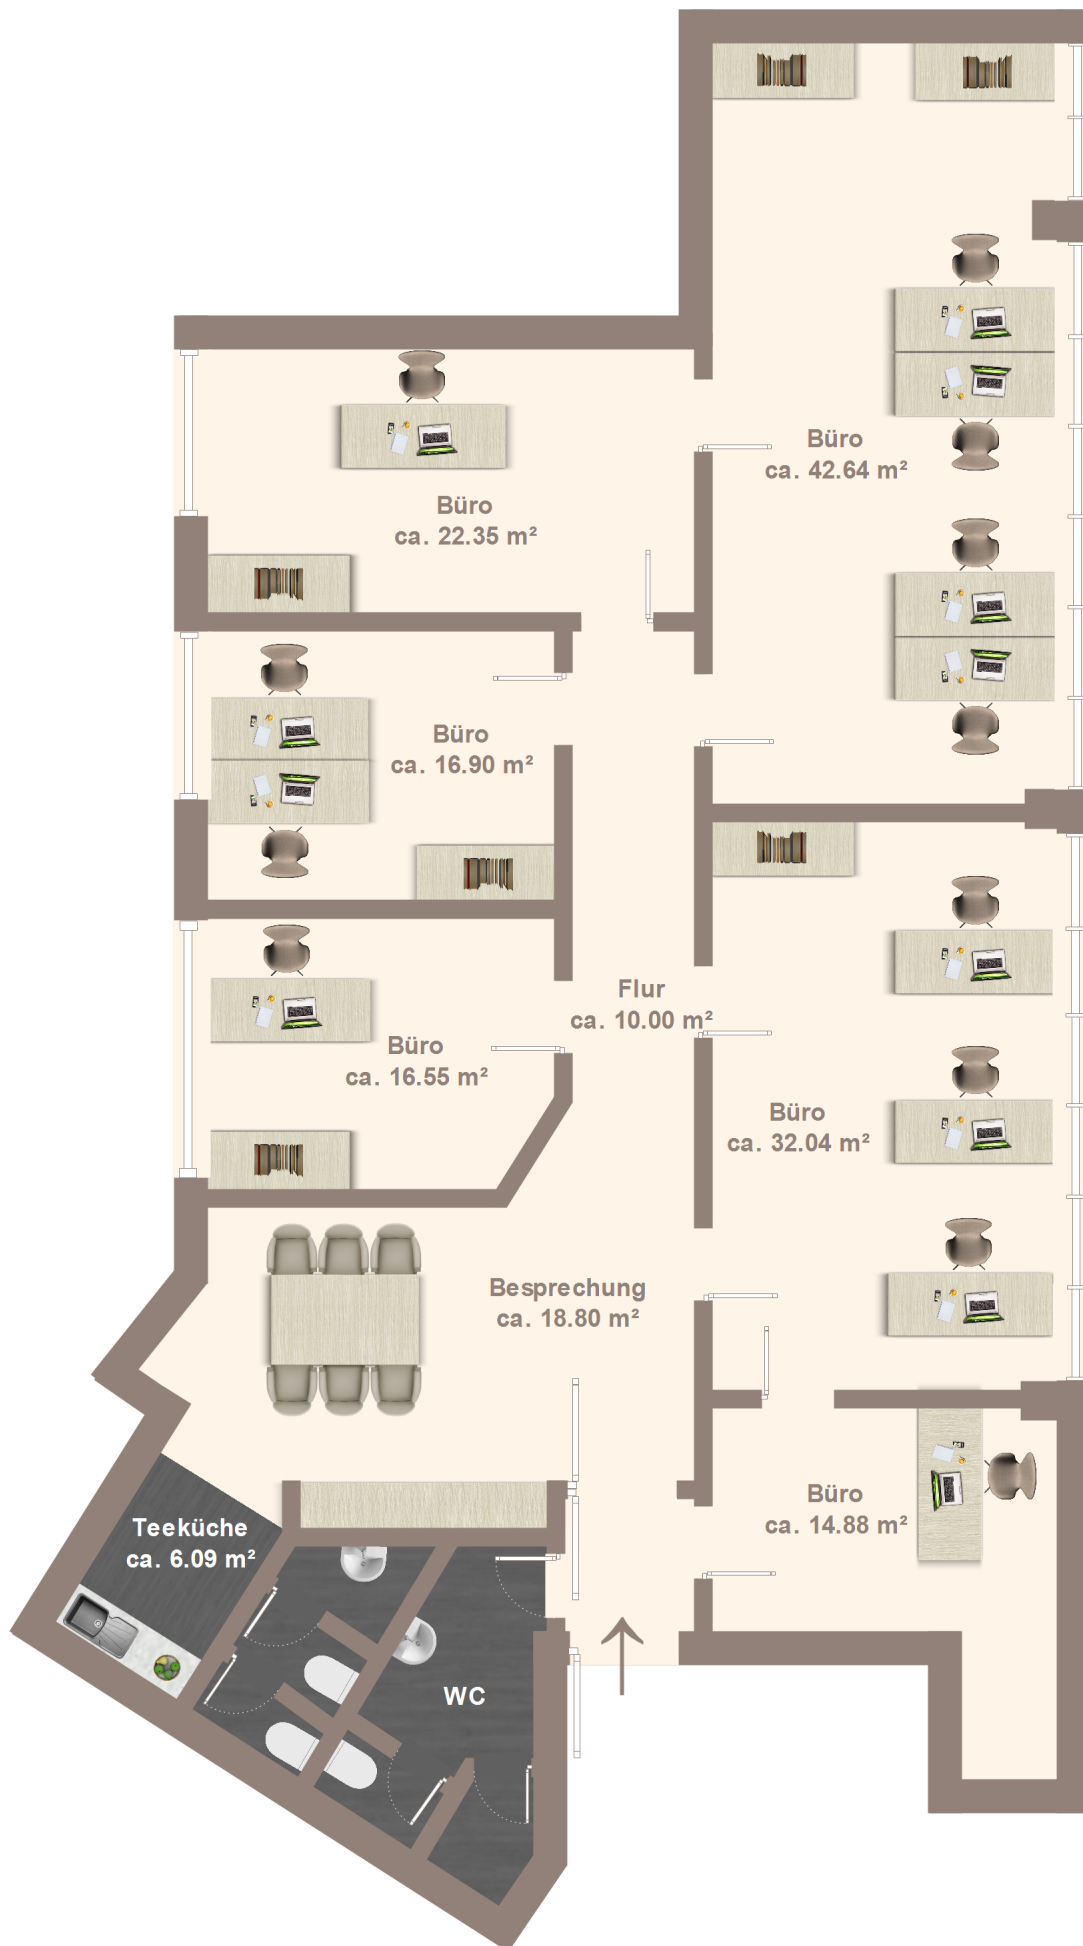 Büro
ca. 42.64 m²
Büro
ca. 22.35 m²
Büro
ca. 16.90 m²
Flur
ca. 10.00 m²
Büro
ca. 16.55 m²
Büro
ca. 32.04 m²
Besprechung
ca. 18.80 m²
Büro
ca. 14.88 m²
Teeküche
ca. 6.09 m²
WC